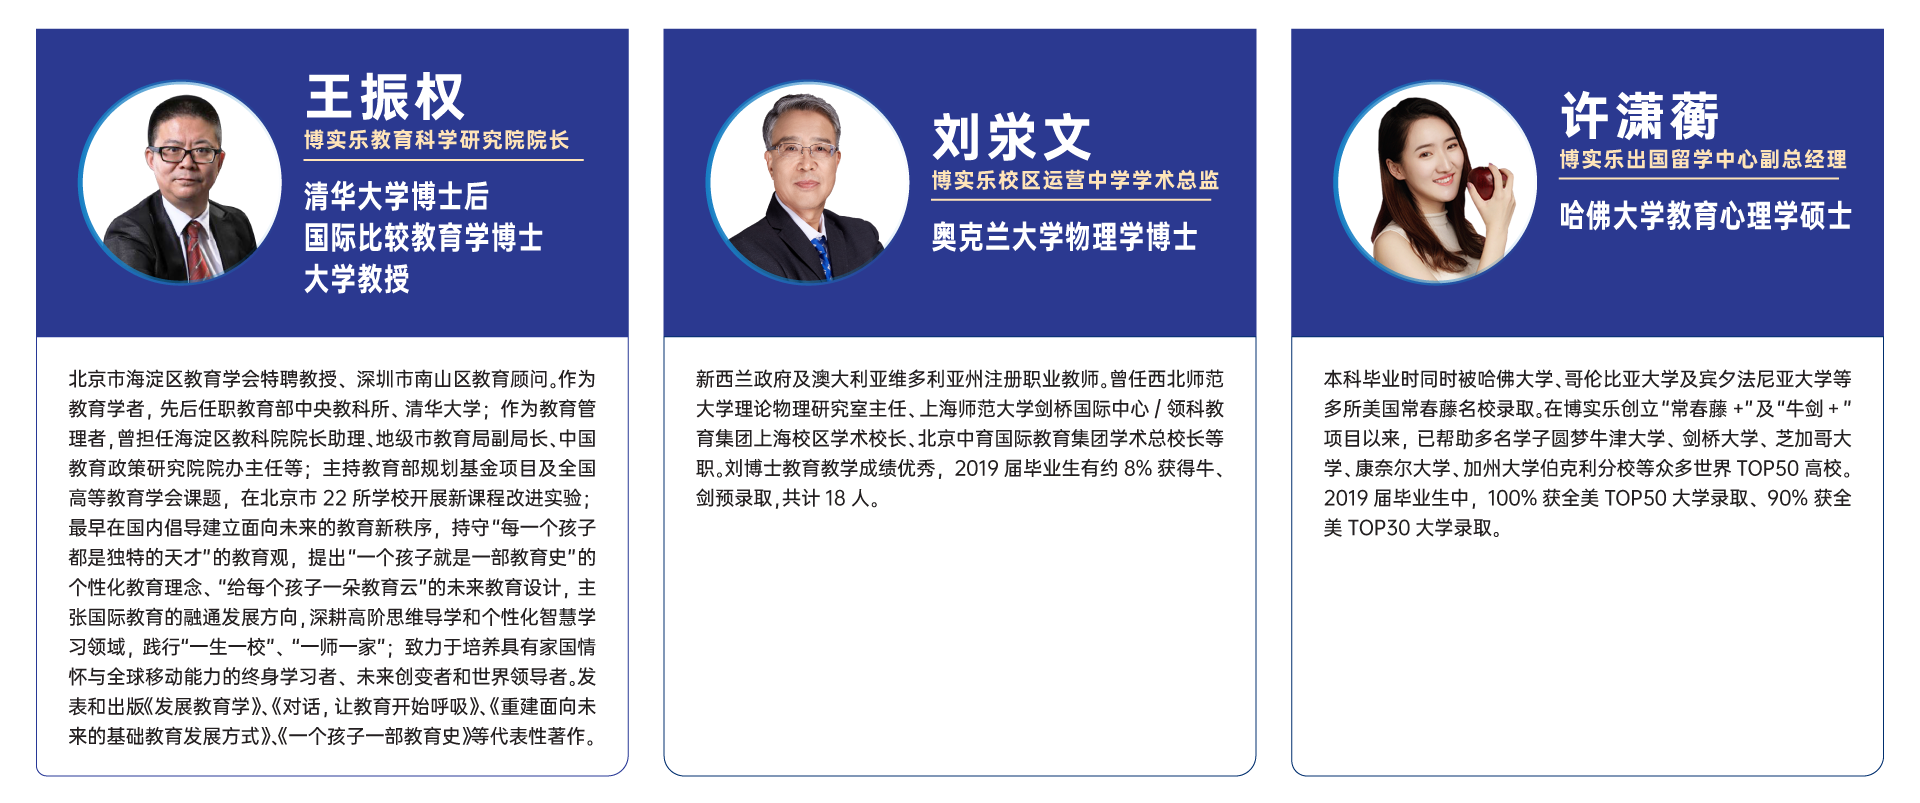 王振权
博实乐教育科学研究院院长
清华大学博士后
国际比较教育学博士
大学教授
北京市海淀区教育学会特聘教授、深圳市南山区教育顾问。作为
教育学者，先后任职教育部中央教科所、清华大学；作为教育管
理者，曾担任海淀区教科院院长助理、地级市教育局副局长、中国
教育政策研究院院办主任等；主持教育部规划基金项目及全国
高等教育学会课题，在北京市 22 所学校开展新课程改进实验；
最早在国内倡导建立面向未来的教育新秩序，持守“每一个孩子
都是独特的天才”的教育观，提出“一个孩子就是一部教育史”的
个性化教育理念、“给每个孩子一朵教育云”的未来教育设计，主
张国际教育的融通发展方向，深耕高阶思维导学和个性化智慧学
习领域，践行“一生一校”、“一师一家”；致力于培养具有家国情
怀与全球移动能力的终身学习者、未来创变者和世界领导者。发
表和出版《发展教育学》、《对话，让教育开始呼吸》、《重建面向未
来的基础教育发展方式》、《一个孩子一部教育史》等代表性著作。
刘泶文
博实乐校区运营中学学术总监
奥克兰大学物理学博士
新西兰政府及澳大利亚维多利亚州注册职业教师。曾任西北师范
大学理论物理研究室主任、上海师范大学剑桥国际中心 / 领科教
育集团上海校区学术校长、北京中育国际教育集团学术总校长等
职。刘博士教育教学成绩优秀，2019 届毕业生有约 8% 获得牛、
剑预录取，共计 18 人。
许潇蘅
博实乐出国留学中心副总经理
哈佛大学教育心理学硕士
本科毕业时同时被哈佛大学、哥伦比亚大学及宾夕法尼亚大学等
多所美国常春藤名校录取。在博实乐创立“常春藤 +”及“牛剑 + ”
项目以来，已帮助多名学子圆梦牛津大学、剑桥大学、芝加哥大
学、康奈尔大学、加州大学伯克利分校等众多世界 TOP50 高校。
2019 届毕业生中，100% 获全美 TOP50 大学录取、90% 获全
美 TOP30 大学录取。